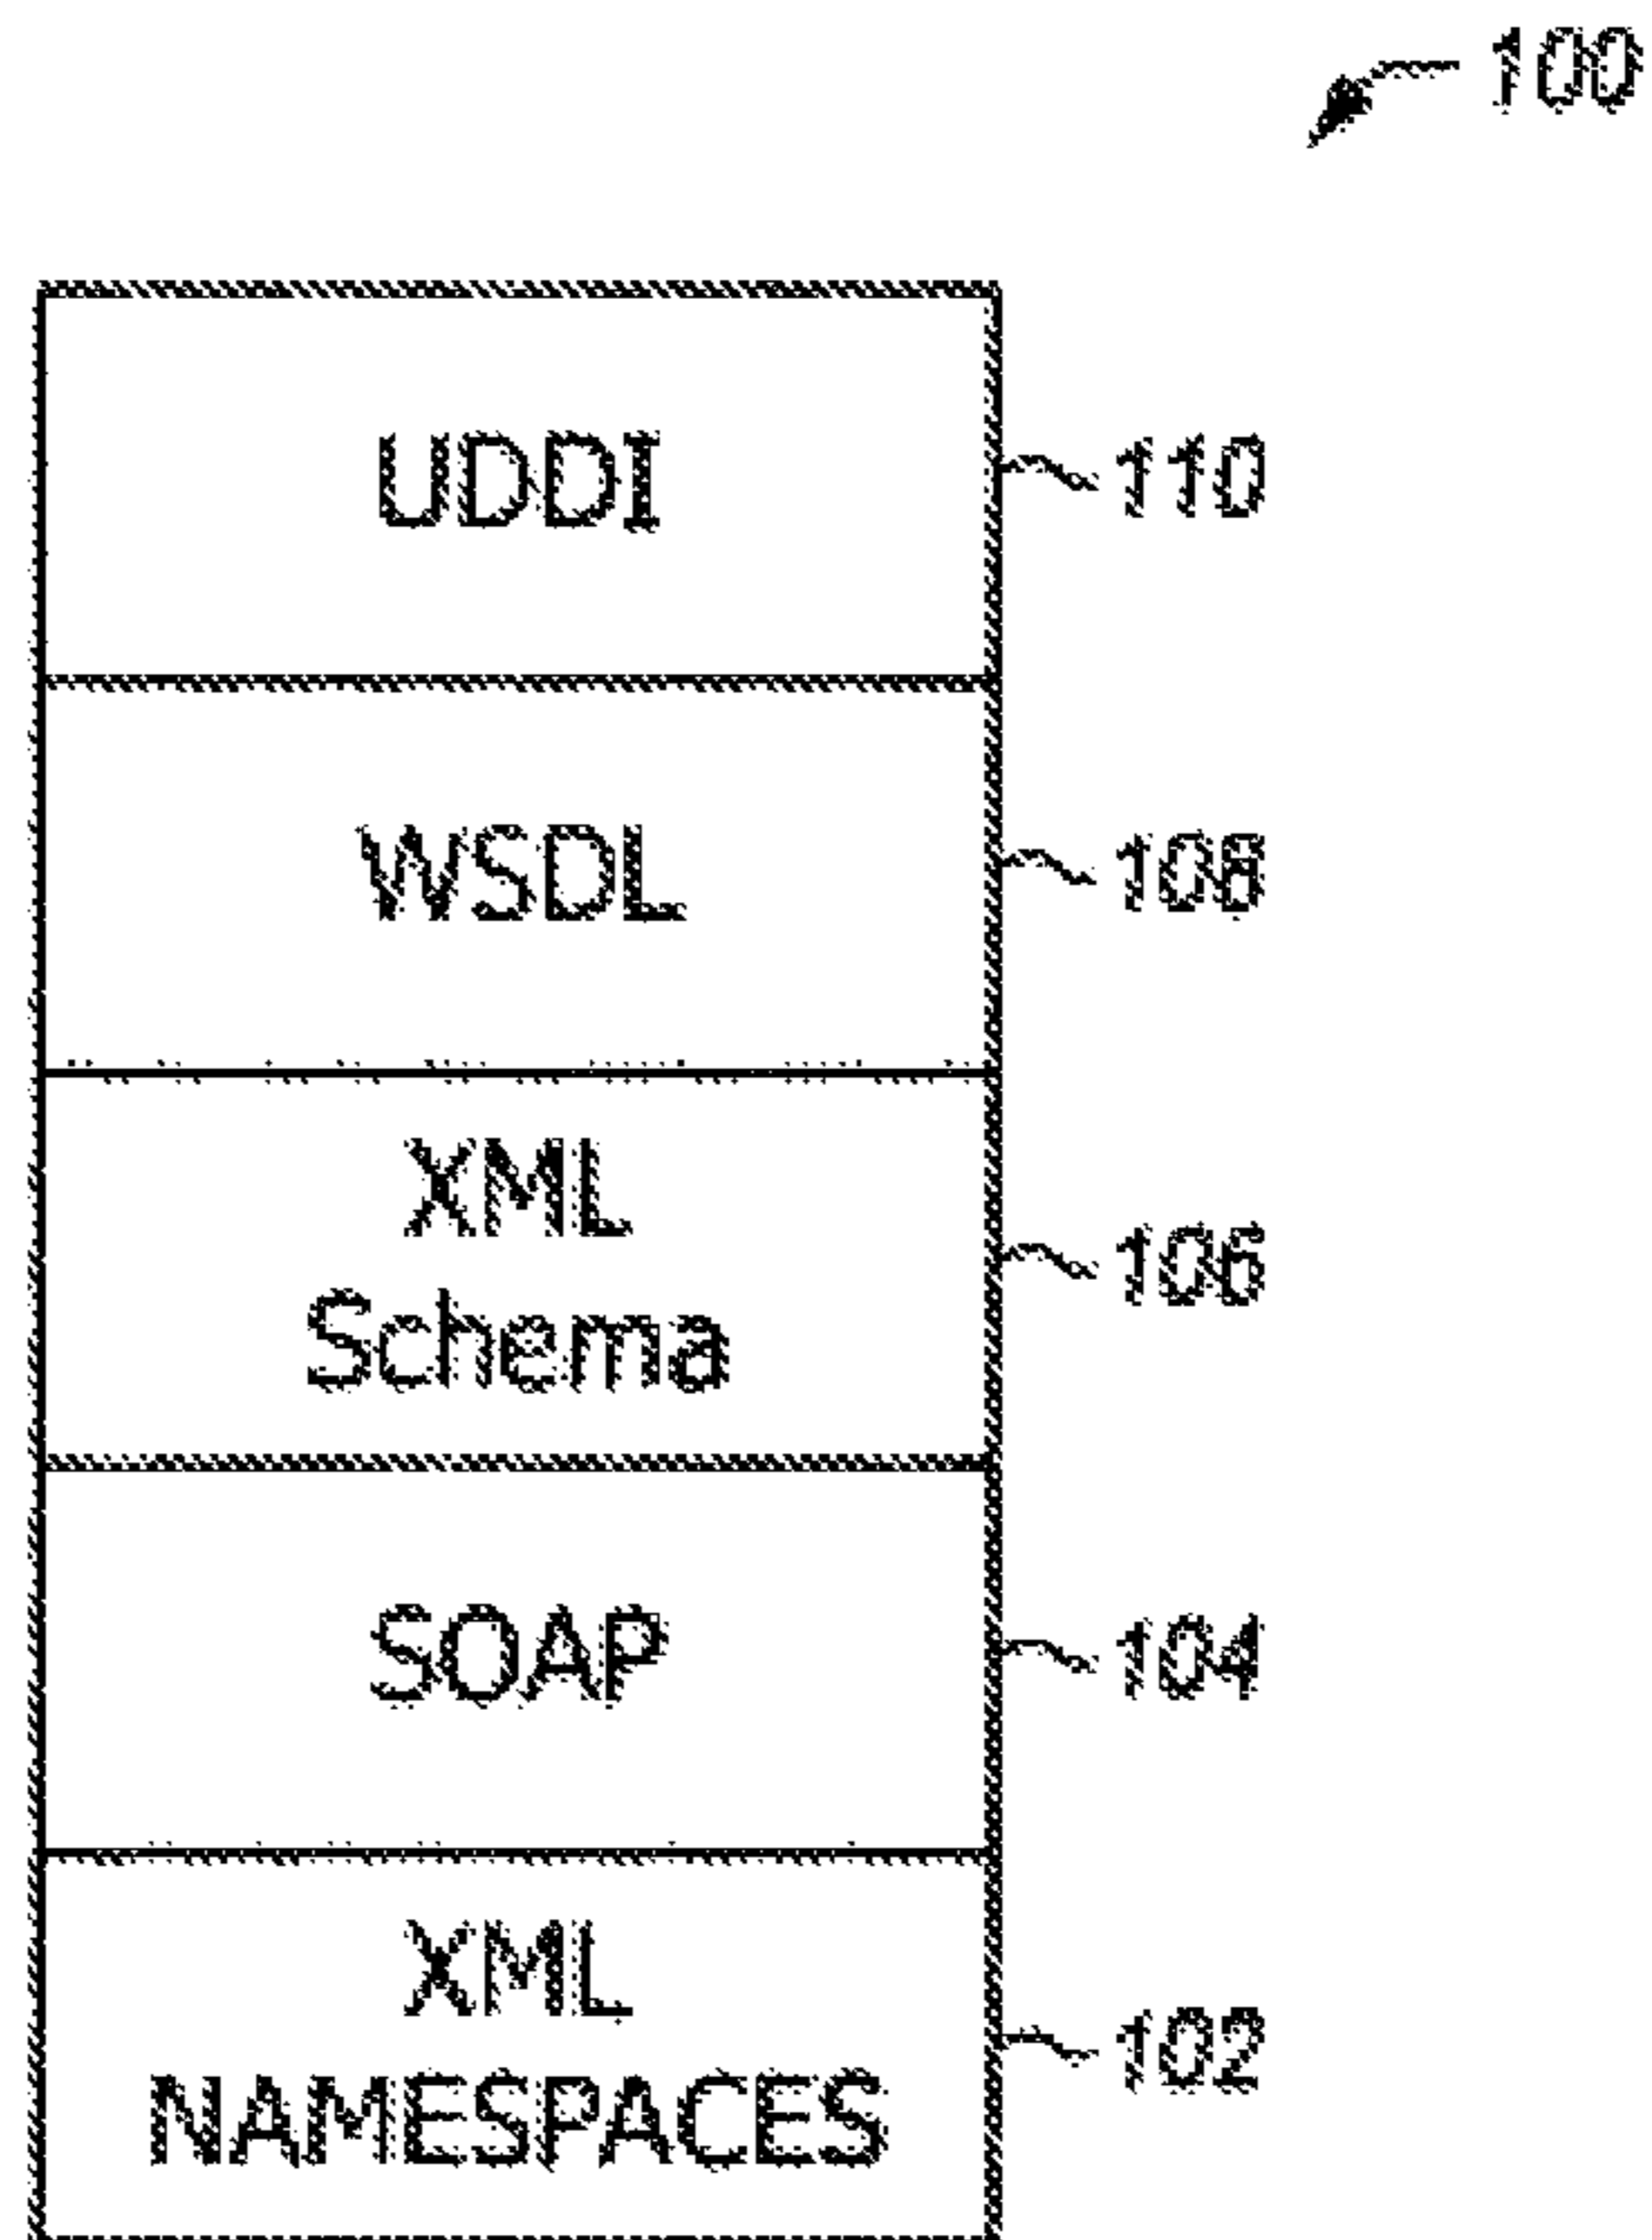 100
UDDI
110
WSDL
108
XML
Schema
106
SOAP
104
XML
NAMESPACES
102